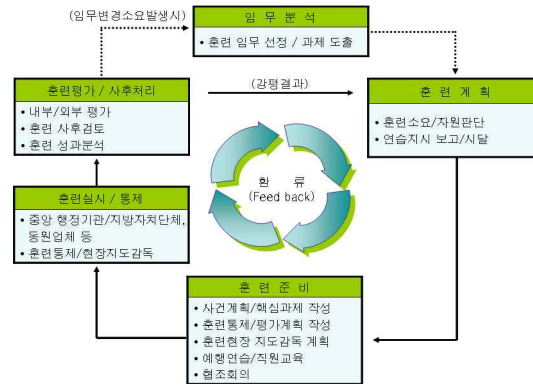 (임무변경소요발생시)
임 무 분 석
• 훈련 임무 선정 / 과제 도출
훈련평가 / 사후처리
• 내부/외부 평가
• 훈련 사후검토
• 훈련 성과분석
(강평결과)
훈 련 계 획
• 훈련소요/자원판단
• 연습지시 보고/시달
환 류
(Feed back)
훈련실시 / 통제
• 중앙 행정기관/지방자치단체,
동원업체 등
• 훈련통제/현장지도감독
훈 련 준 비
• 사건계획/핵심과제 작성
• 훈련통제/평가계획 작성
• 훈련현장 지도감독 계획
• 예행연습/직원교육
• 협조회의